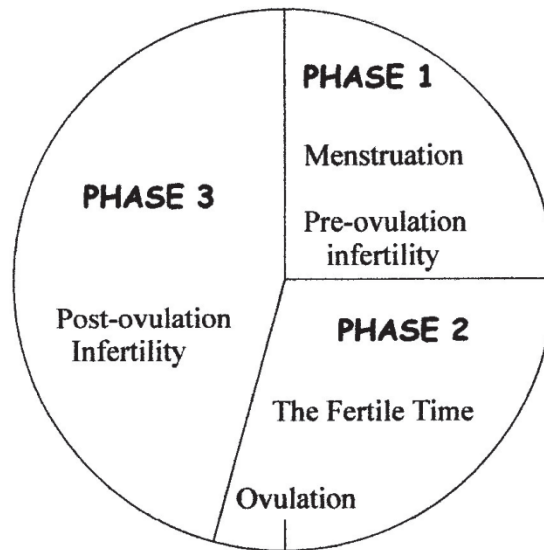 PHASE 1
Menstruation
Pre-ovulation
infertility
PHASE 2
The Fertile Time
Ovulation
PHASE 3
Post-ovulation
Infertility